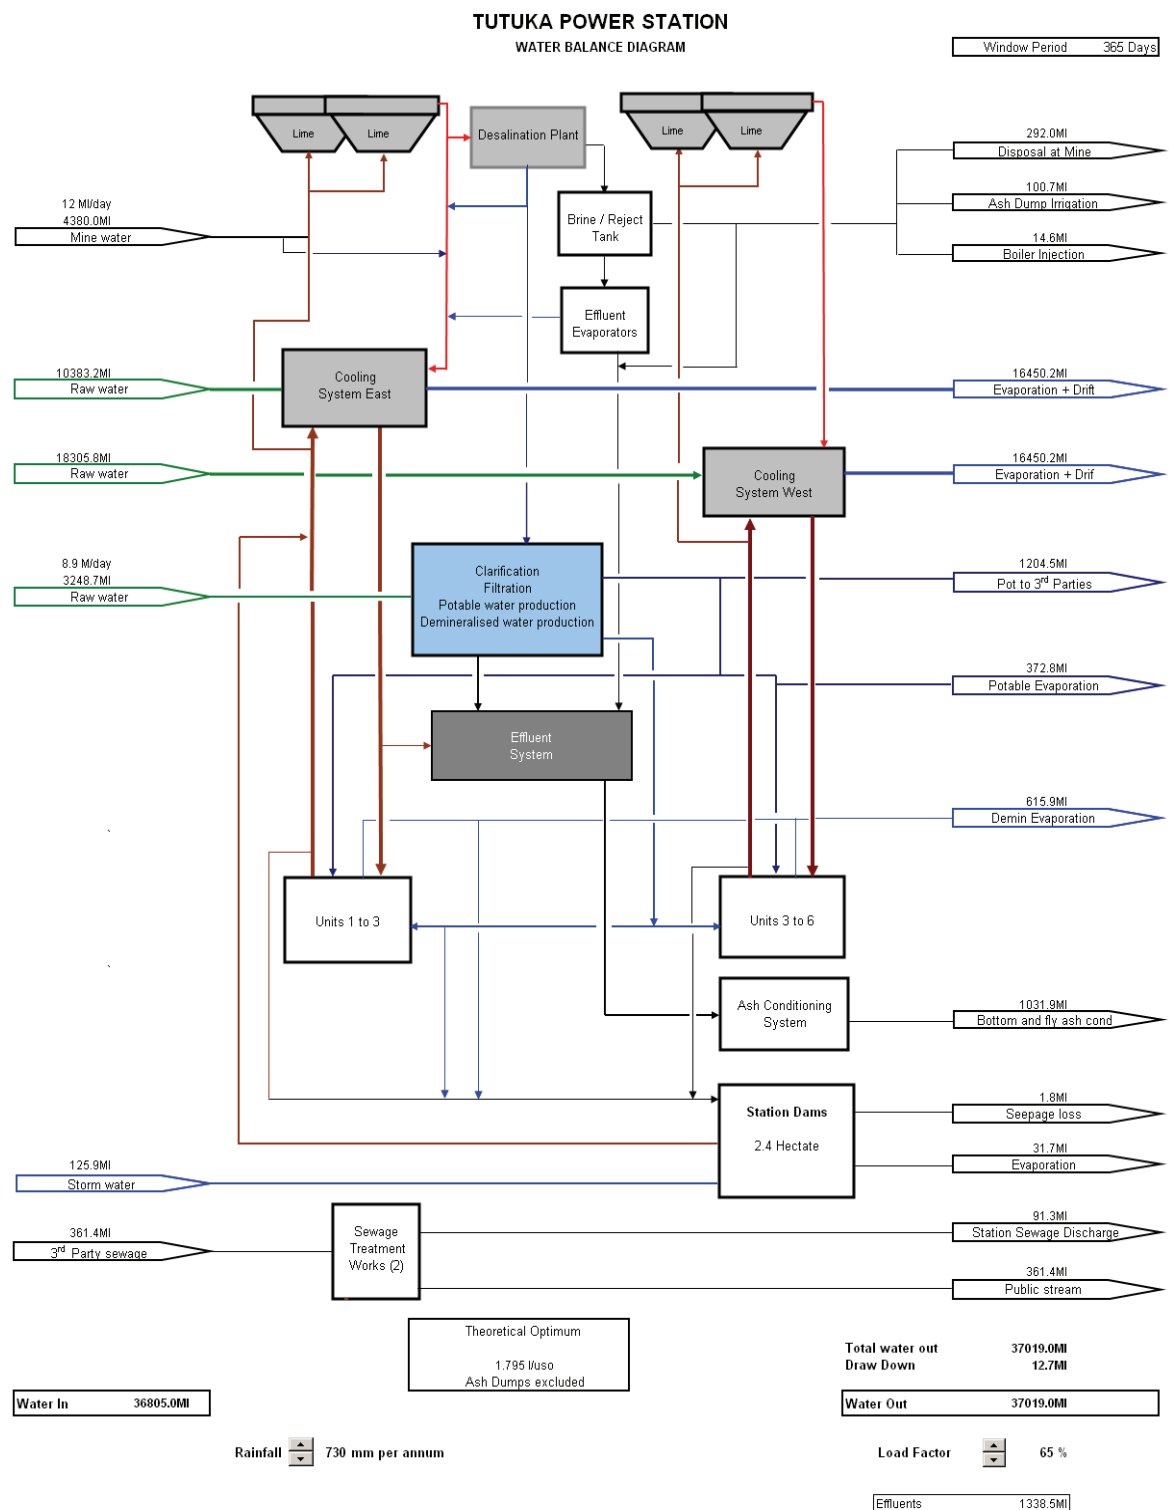 TUTUKA POWER STATION
WATER BALANCE DIAGRAM
Window Period 365 Days
Lime
Lime
Desalination Plant
Lime
Lime
292.0Ml
Disposal at Mine
12 Ml/day
4380.0Ml
Mine water
Brine / Reject
Tank
100.7Ml
Ash Dump Irrigation
14.6Ml
Boiler Injection
Effluent
Evaporators
10383.2Ml
Raw water
Cooling
System East
16450.2Ml
Evaporation + Drift
18305.8Ml
Raw water
Cooling
System West
16450.2Ml
Evaporation + Drif
8.9 M/day
3248.7Ml
Raw water
Clarification
Filtration
Potable water production
Demineralised water production
1204.5Ml
Pot to 3rd Parties
372.8Ml
Potable Evaporation
Effluent
System
615.9Ml
Demin Evaporation
Units 1 to 3
Units 3 to 6
Ash Conditioning
System
1031.9Ml
Bottom and fly ash cond
Station Dams
2.4 Hectate
1.8Ml
Seepage loss
31.7Ml
Evaporation
125.9Ml
Storm water
361.4Ml
3rd Party sewage
Sewage
Treatment
Works (2)
91.3Ml
Station Sewage Discharge
361.4Ml
Public stream
Theoretical Optimum
1.795 l/uso
Ash Dumps excluded
Total water out 37019.0Ml
Draw Down 12.7Ml
Water In 36805.0Ml
Water Out 37019.0Ml
Rainfall 730 mm per annum
Load Factor 65 %
Effluents 1338.5Ml